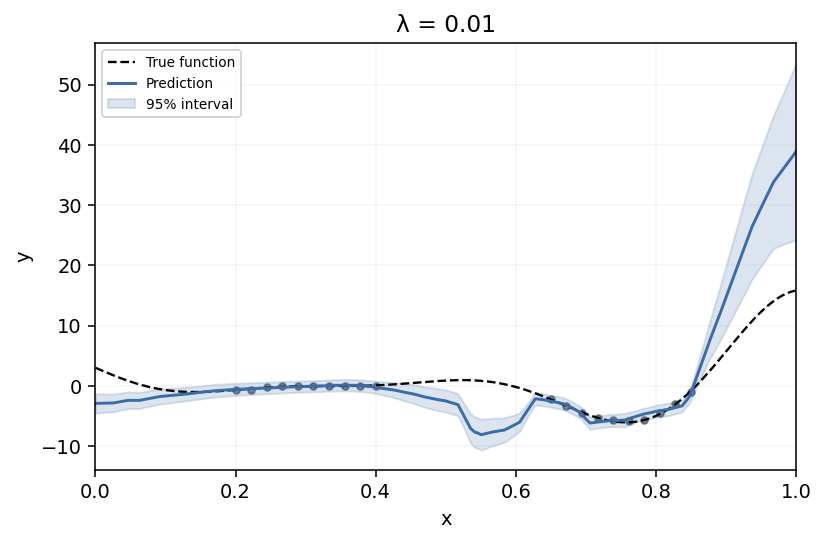 λ = 0.01
True function
Prediction
95% interval
50
40
30
20
10
0
−10
y
0.0 0.2 0.4 0.6 0.8 1.0
x